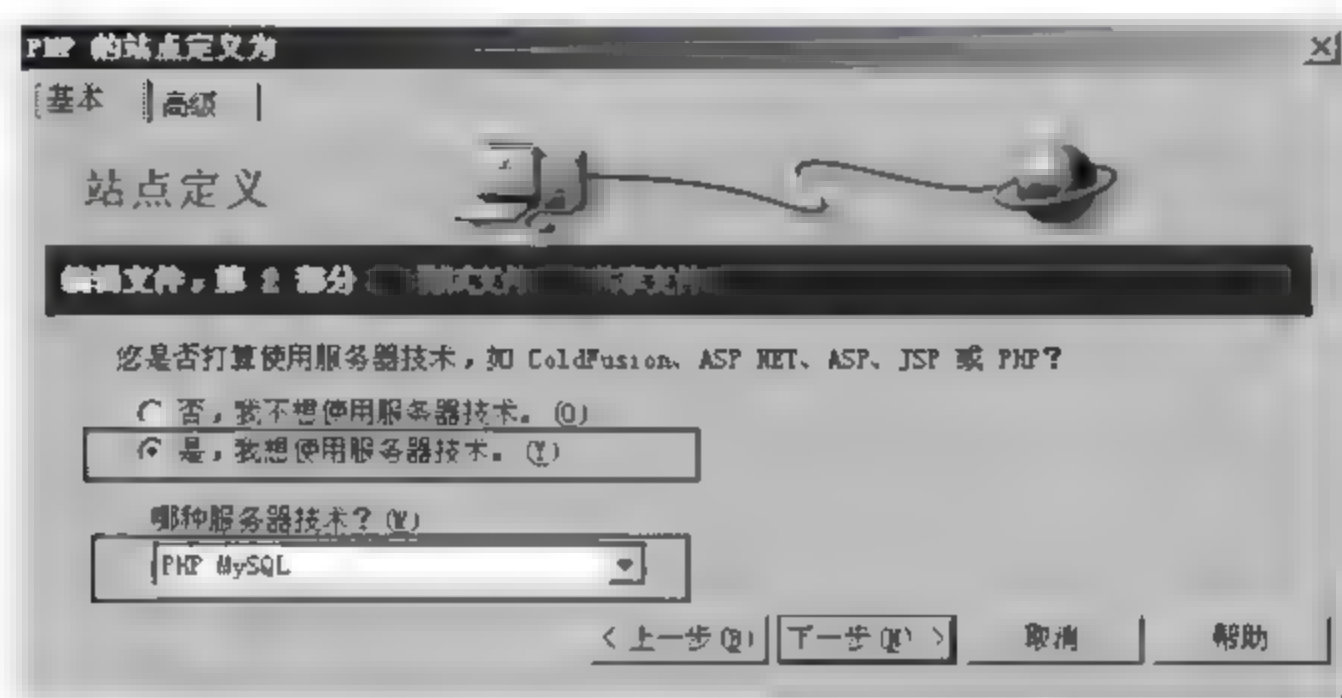 PHP 的站点定义为
基本 高级
站点定义
编辑文件，第 2 部分
您是否打算使用服务器技术，如 ColdFusion、ASP NET、ASP、JSP 或 PHP?
否，我不想使用服务器技术。(O)
是，我想使用服务器技术。(Y)
哪种服务器技术? (W)
PHP MySQL
< 上一步(B) 下一步(N) > 取消 帮助